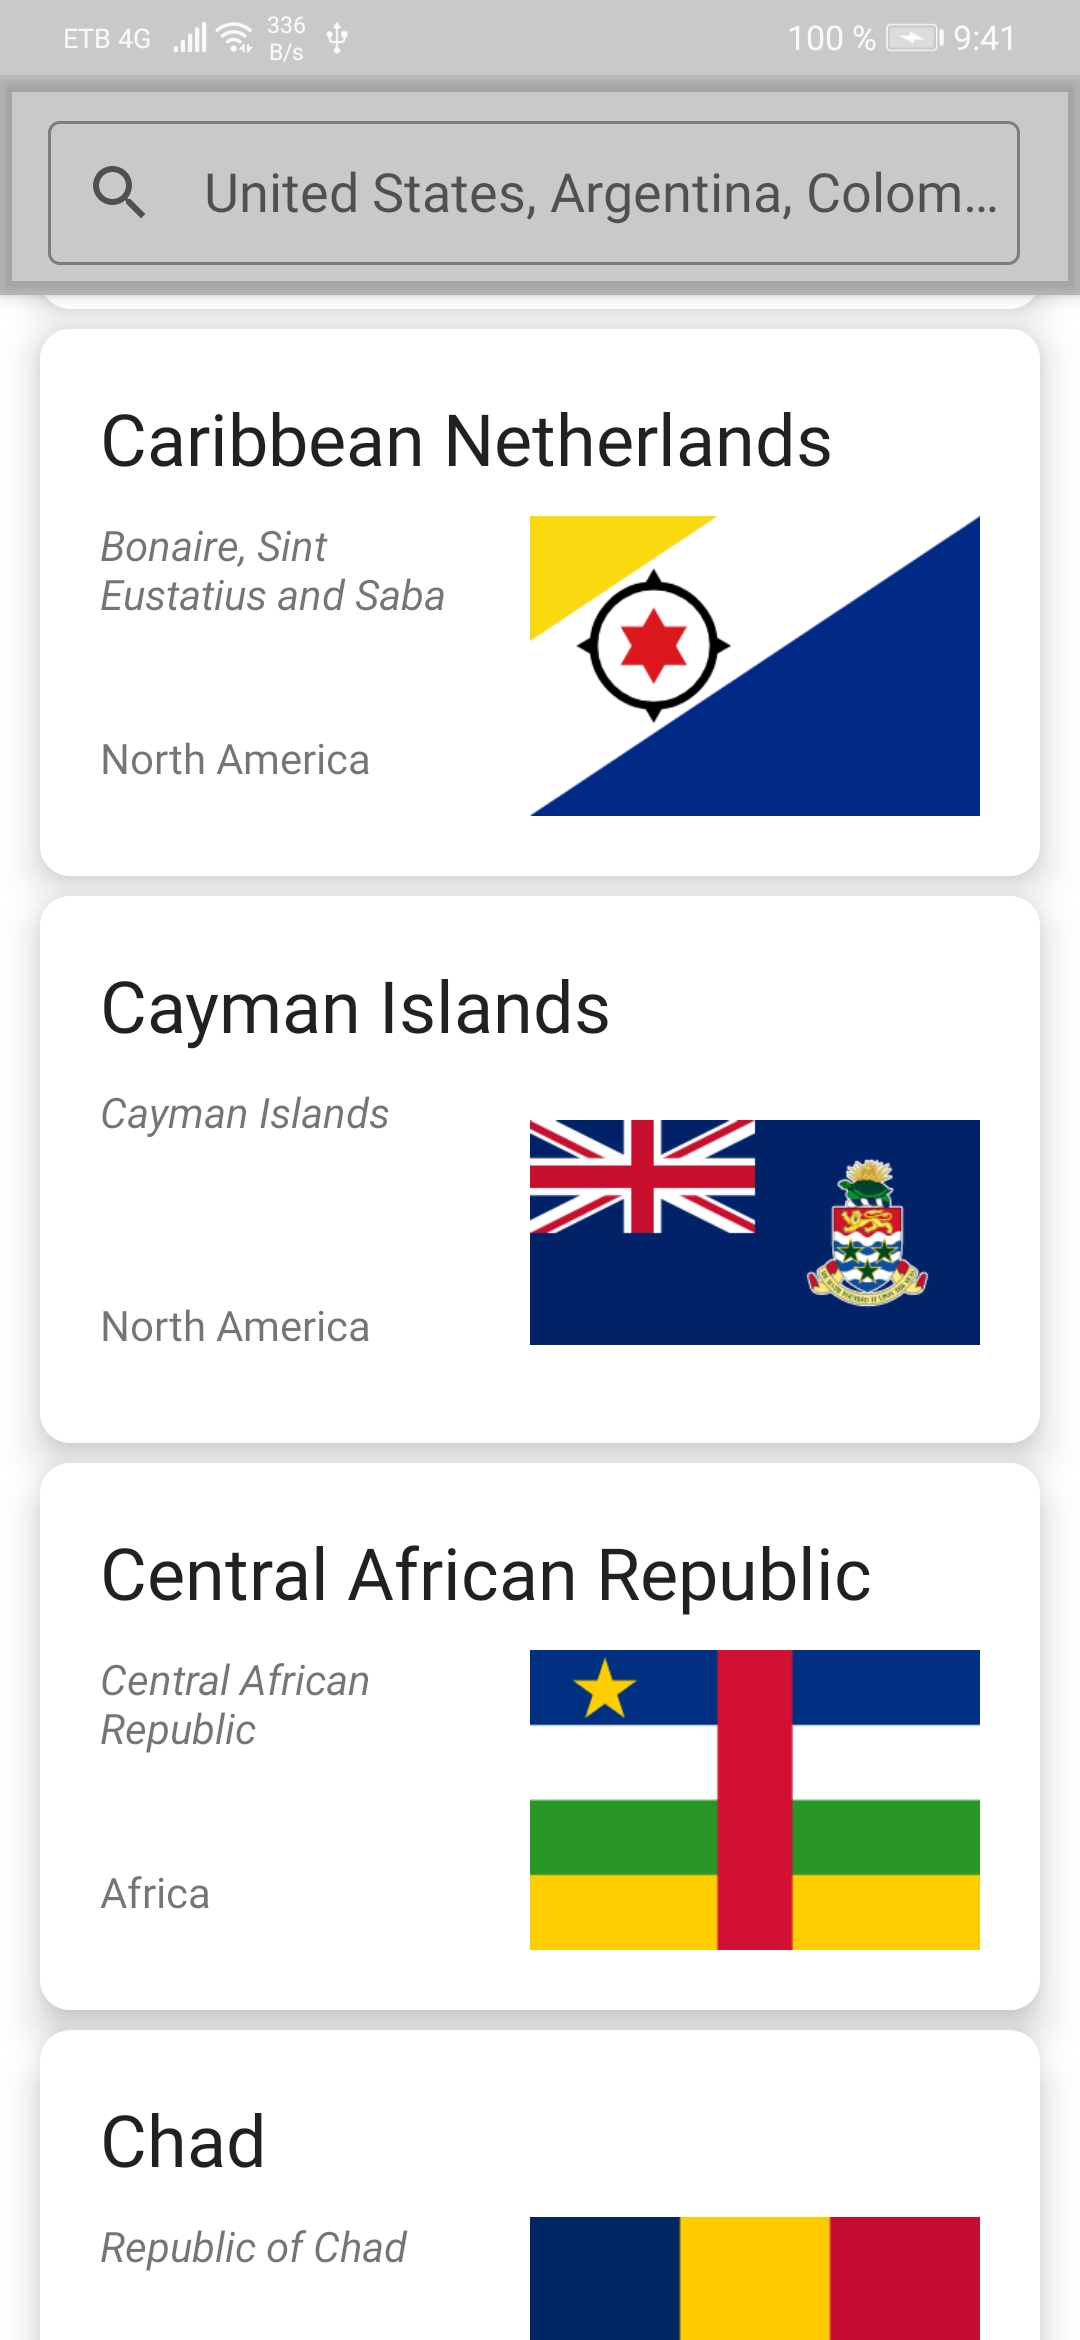 ETB 4G 336 B/s 100 % 9:41
United States, Argentina, Colom...
Caribbean Netherlands
Bonaire, Sint
Eustatius and Saba
North America
Cayman Islands
Cayman Islands
North America
Central African Republic
Central African
Republic
Africa
Chad
Republic of Chad